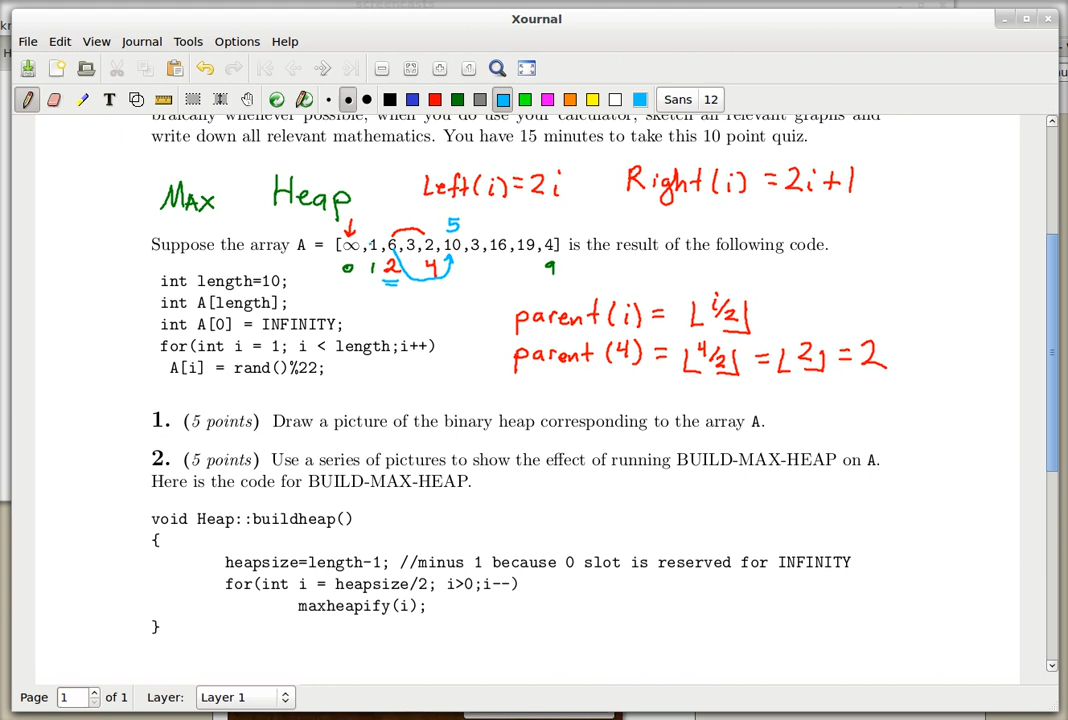 screencasts
Xournal
File Edit View Journal Tools Options Help
Sans 12
braically whenever possible, when you do use your calculator, sketch all relevant graphs and
write down all relevant mathematics. You have 15 minutes to take this 10 point quiz.
Max Heap Left(i)=2i Right(i)=2i+1
5
Suppose the array A = [∞,1,6,3,2,10,3,16,19,4] is the result of the following code.
0 1 2 4 9
int length=10;
int A[length];
int A[0] = INFINITY;
for(int i = 1; i < length;i++)
A[i] = rand()%22;
parent(i) = ⌊i/2⌋
parent(4) = ⌊4/2⌋ = ⌊2⌋ = 2
1. (5 points) Draw a picture of the binary heap corresponding to the array A.
2. (5 points) Use a series of pictures to show the effect of running BUILD-MAX-HEAP on A.
Here is the code for BUILD-MAX-HEAP.
void Heap::buildheap()
{
heapsize=length-1; //minus 1 because 0 slot is reserved for INFINITY
for(int i = heapsize/2; i>0;i--)
maxheapify(i);
}
Page 1 of 1 Layer: Layer 1